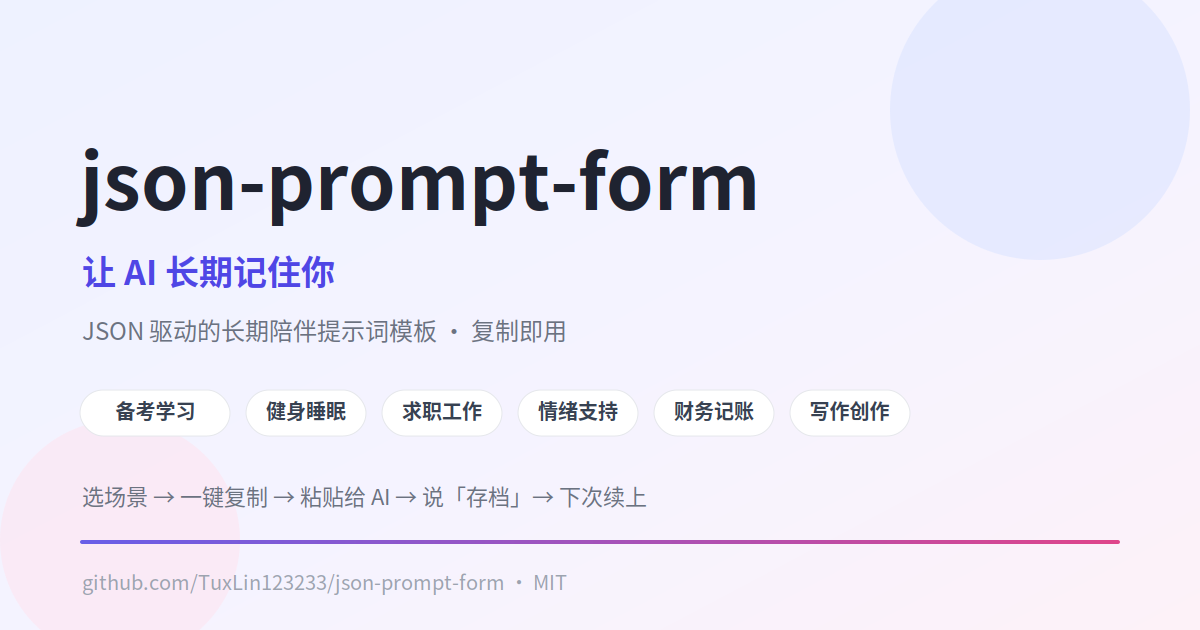 json-prompt-form
让 AI 长期记住你
JSON 驱动的长期陪伴提示词模板 · 复制即用
备考学习 健身睡眠 求职工作 情绪支持 财务记账 写作创作
选场景 → 一键复制 → 粘贴给 AI → 说「存档」→ 下次续上
github.com/TuxLin123233/json-prompt-form · MIT